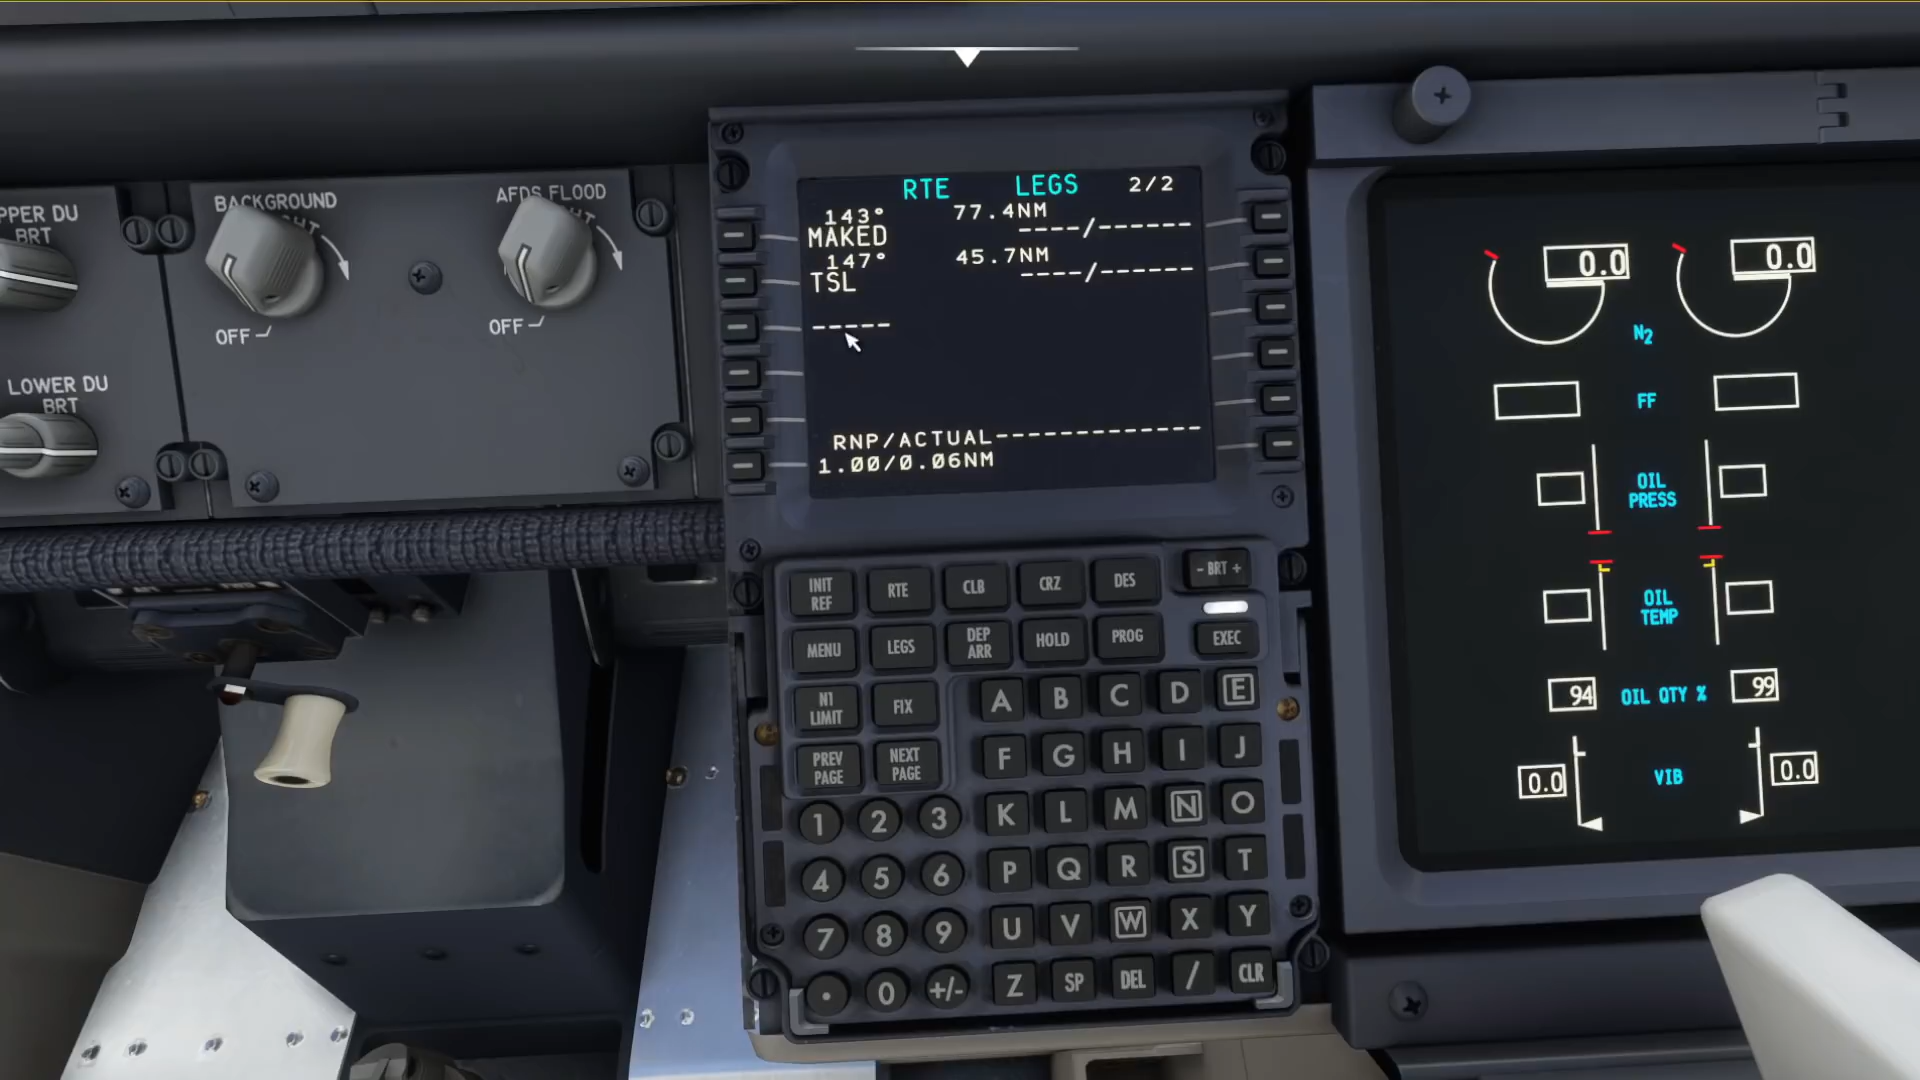 PPER DU
BRT
BACKGROUND
GHT
OFF
AFDS FLOOD
HT
OFF
LOWER DU
BRT
RTE LEGS 2/2
143° 77.4NM
MAKED ----/------
147° 45.7NM
TSL ----/------
-----
RNP/ACTUAL------------
1.00/0.06NM
INIT
REF
RTE
CLB
CRZ
DES
- BRT +
MENU
LEGS
DEP
ARR
HOLD
PROG
EXEC
N1
LIMIT
FIX
A B C D E
PREV
PAGE
NEXT
PAGE
F G H I J
1 2 3 K L M N O
4 5 6 P Q R S T
7 8 9 U V W X Y
. 0 +/- Z SP DEL / CLR
0.0 0.0
N2
FF
OIL
PRESS
OIL
TEMP
94 OIL QTY % 99
0.0 VIB 0.0